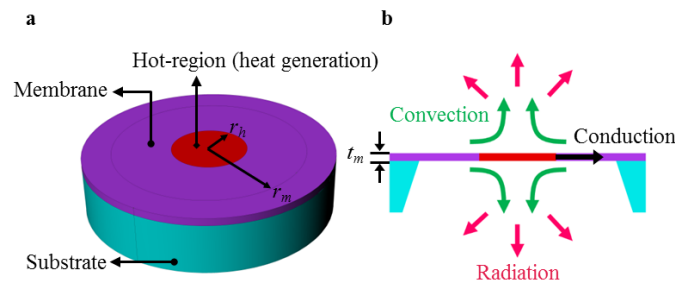 a
Hot-region (heat generation)
Membrane
r_h
r_m
Substrate
b
Convection
Conduction
t_m
Radiation